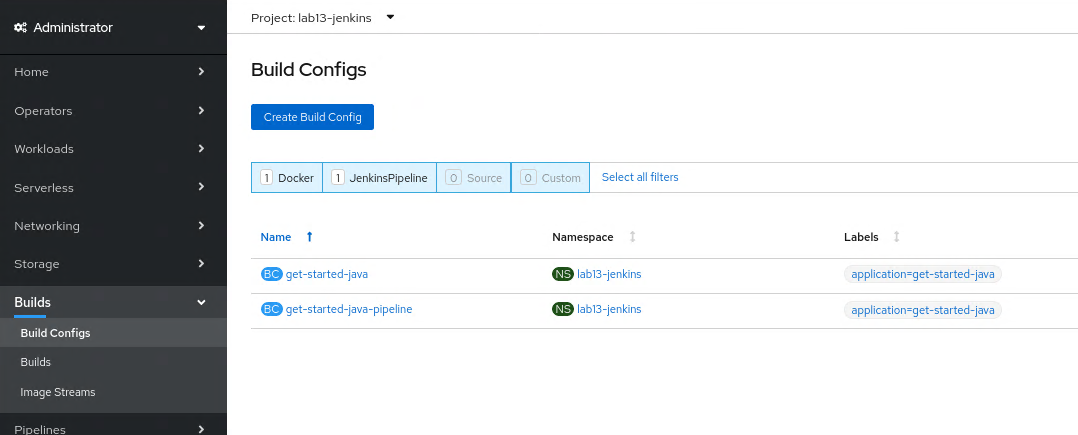 Administrator
Home
Operators
Workloads
Serverless
Networking
Storage
Builds
Build Configs
Builds
Image Streams
Pipelines
Project: lab13-jenkins
Build Configs
Create Build Config
1 Docker 1 JenkinsPipeline 0 Source 0 Custom Select all filters
Name Namespace Labels
BC get-started-java NS lab13-jenkins application=get-started-java
BC get-started-java-pipeline NS lab13-jenkins application=get-started-java